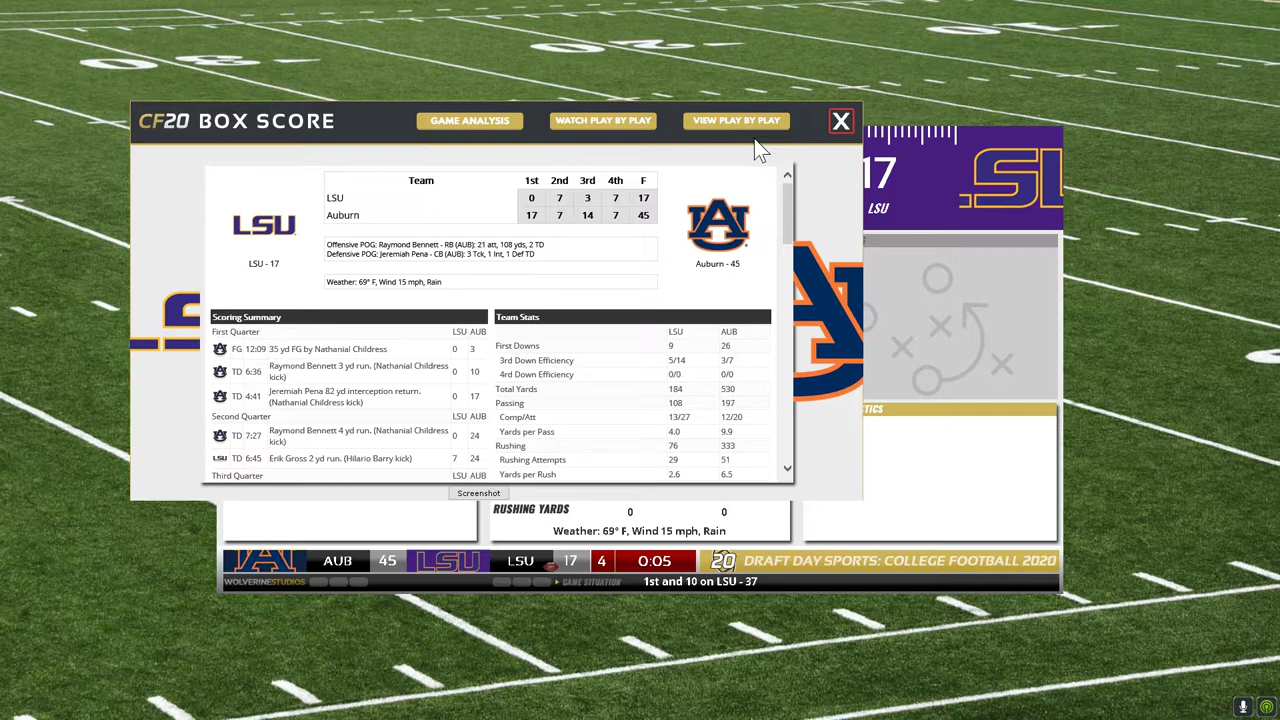 CF20 BOX SCORE
GAME ANALYSIS
WATCH PLAY BY PLAY
VIEW PLAY BY PLAY
X
Team 1st 2nd 3rd 4th F
LSU 0 7 3 7 17
Auburn 17 7 14 7 45
LSU
LSU - 17
AU
Auburn - 45
Offensive POG: Raymond Bennett - RB (AUB): 21 att, 108 yds, 2 TD
Defensive POG: Jeremiah Pena - CB (AUB): 3 Tck, 1 Int, 1 Def TD
Weather: 69° F, Wind 15 mph, Rain
Scoring Summary
First Quarter LSU AUB
FG 12:09 35 yd FG by Nathanial Childress 0 3
TD 6:36 Raymond Bennett 3 yd run. (Nathanial Childress kick) 0 10
TD 4:41 Jeremiah Pena 82 yd interception return. (Nathanial Childress kick) 0 17
Second Quarter LSU AUB
TD 7:27 Raymond Bennett 4 yd run. (Nathanial Childress kick) 0 24
LSU TD 6:45 Erik Gross 2 yd run. (Hilario Barry kick) 7 24
Third Quarter LSU AUB
Team Stats
LSU AUB
First Downs 9 26
3rd Down Efficiency 5/14 3/7
4th Down Efficiency 0/0 0/0
Total Yards 184 530
Passing 108 197
Comp/Att 13/27 12/20
Yards per Pass 4.0 9.9
Rushing 76 333
Rushing Attempts 29 51
Yards per Rush 2.6 6.5
Screenshot
17
LSU
TICS
RUSHING YARDS 0 0
Weather: 69° F, Wind 15 mph, Rain
AUB 45 LSU LSU 17 4 0:05 20 DRAFT DAY SPORTS: COLLEGE FOOTBALL 2020
WOLVERINESTUDIOS GAME SITUATION 1st and 10 on LSU - 37